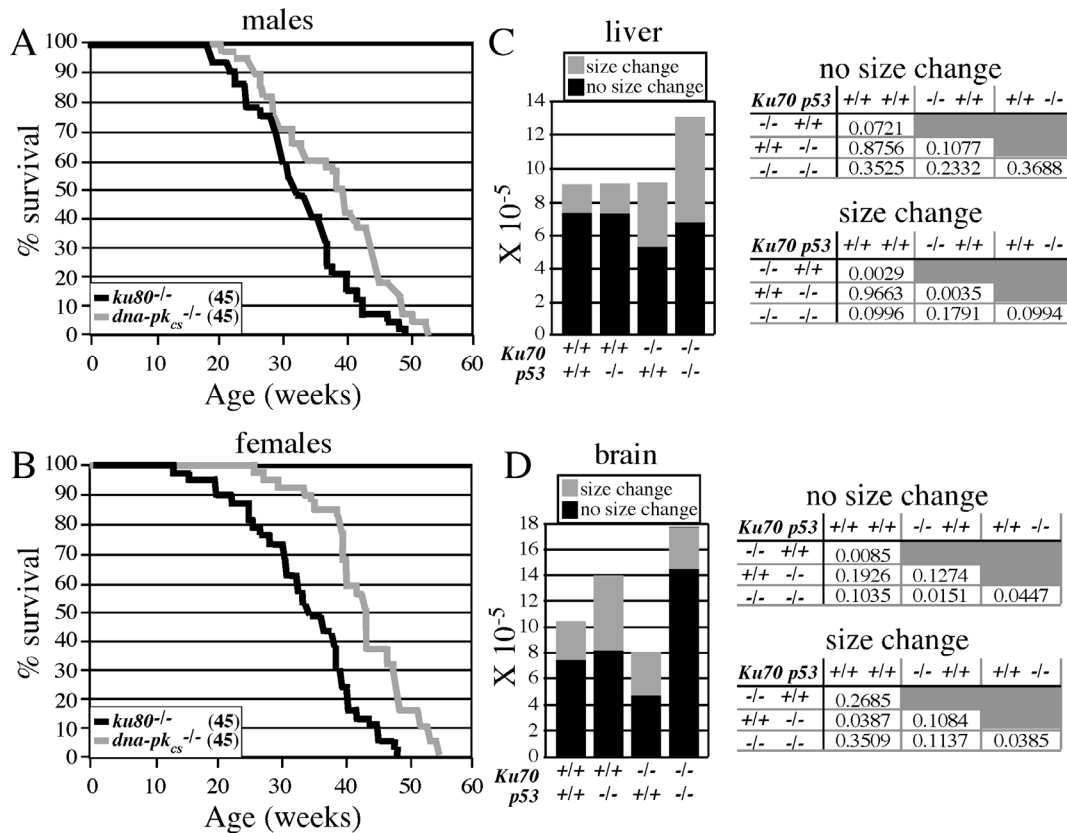 A
males
% survival
100
90
80
70
60
50
40
30
20
10
0
ku80-/- (45)
dna-pkcs-/- (45)
0 10 20 30 40 50 60
Age (weeks)
B
females
% survival
100
90
80
70
60
50
40
30
20
10
0
ku80-/- (45)
dna-pkcs-/- (45)
0 10 20 30 40 50 60
Age (weeks)
C
liver
size change
no size change
X 10-5
14
12
10
8
6
4
2
0
Ku70 +/+ +/+ -/- -/-
p53 +/+ -/- +/+ -/-
no size change
Ku70 p53 +/+ +/+ -/- +/+ +/+ -/-
-/- +/+ 0.0721
+/+ -/- 0.8756 0.1077
-/- -/- 0.3525 0.2332 0.3688
size change
Ku70 p53 +/+ +/+ -/- +/+ +/+ -/-
-/- +/+ 0.0029
+/+ -/- 0.9663 0.0035
-/- -/- 0.0996 0.1791 0.0994
D
brain
size change
no size change
X 10-5
18
16
14
12
10
8
6
4
2
0
Ku70 +/+ +/+ -/- -/-
p53 +/+ -/- +/+ -/-
no size change
Ku70 p53 +/+ +/+ -/- +/+ +/+ -/-
-/- +/+ 0.0085
+/+ -/- 0.1926 0.1274
-/- -/- 0.1035 0.0151 0.0447
size change
Ku70 p53 +/+ +/+ -/- +/+ +/+ -/-
-/- +/+ 0.2685
+/+ -/- 0.0387 0.1084
-/- -/- 0.3509 0.1137 0.0385